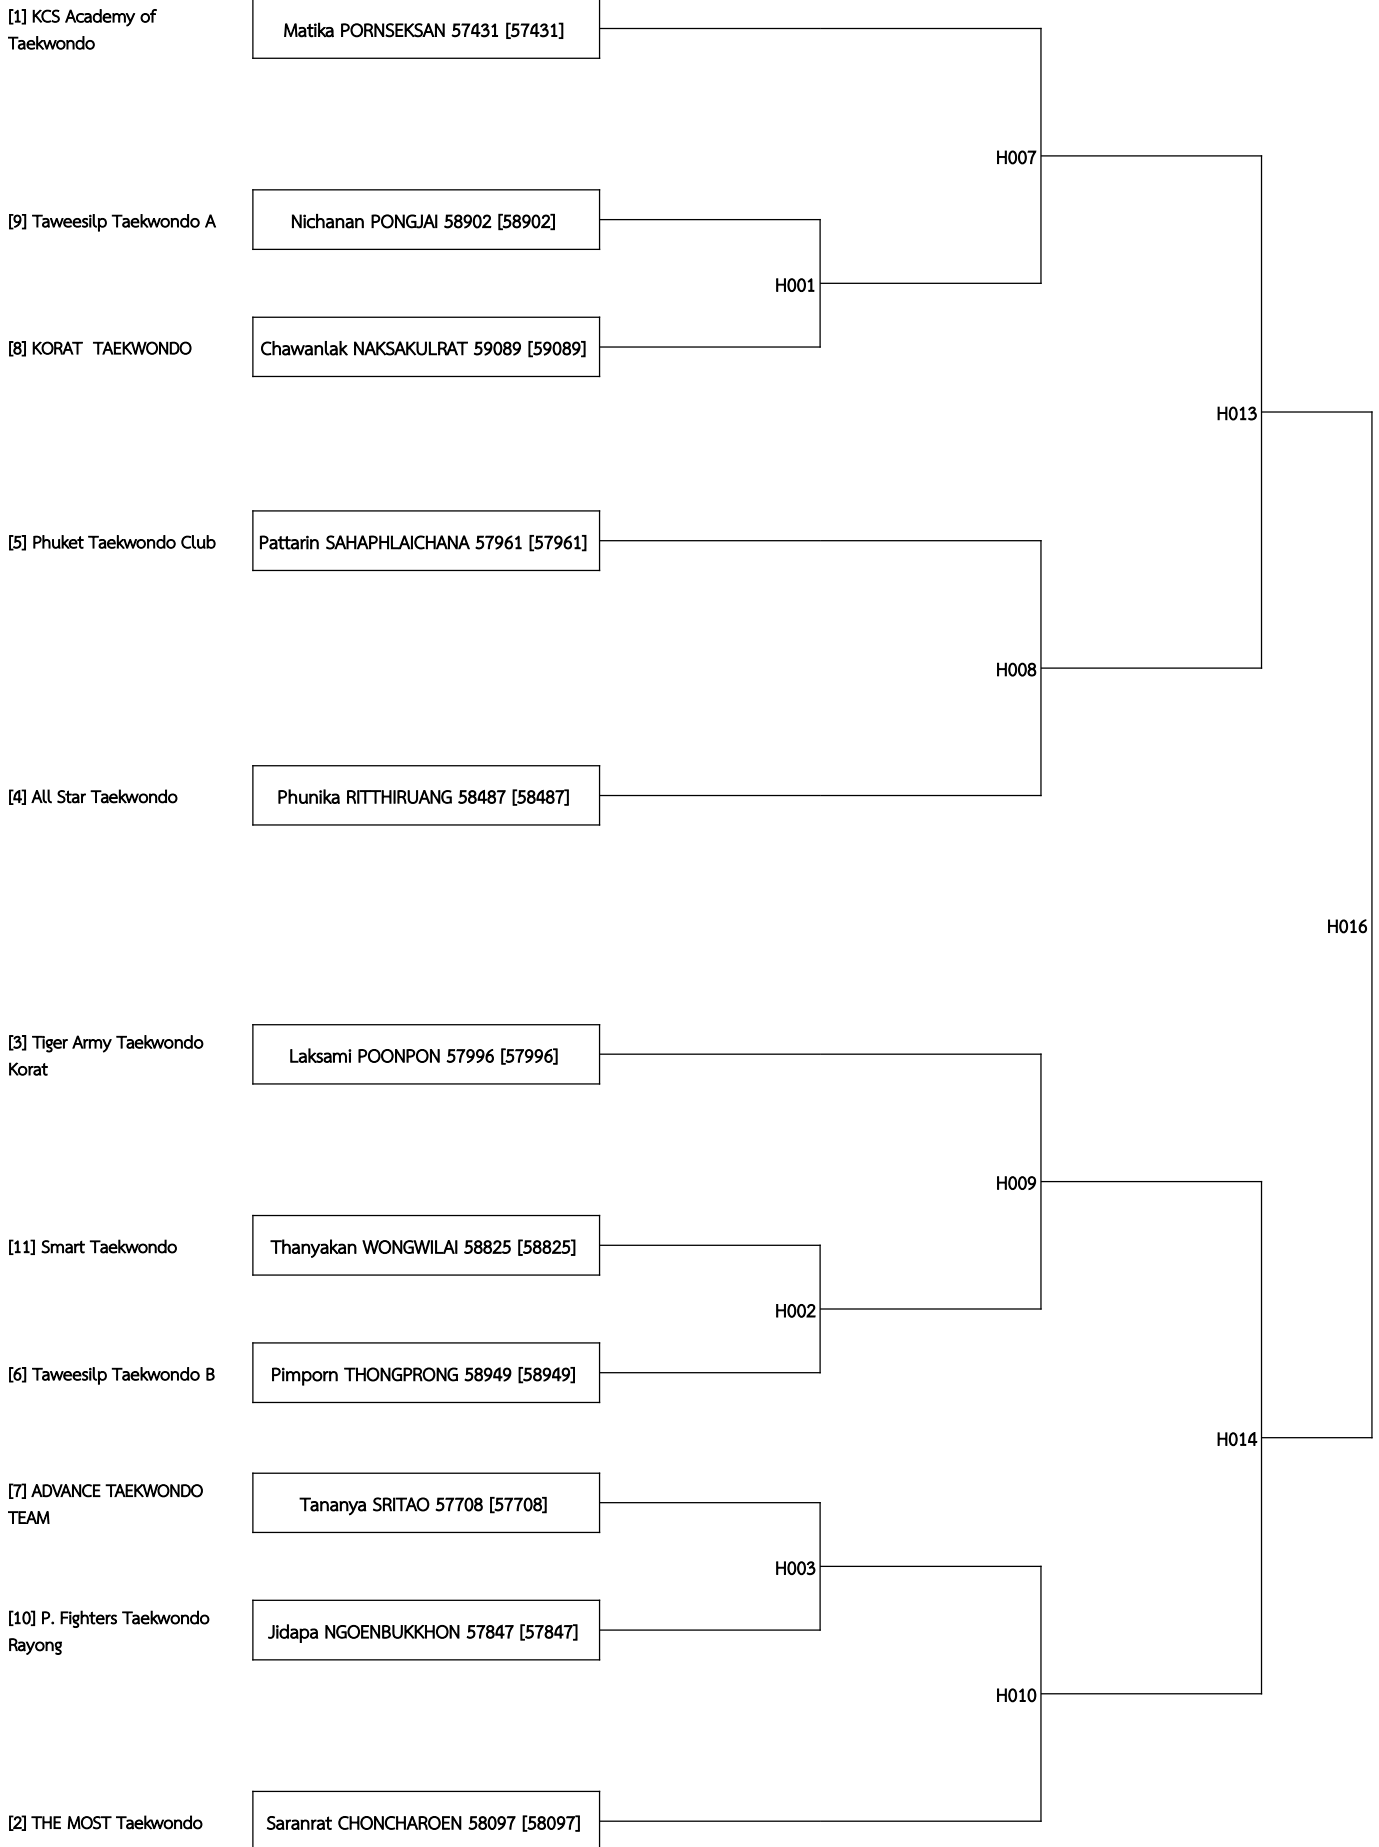 [1] KCS Academy of
Taekwondo
Matika PORNSEKSAN 57431 [57431]
H007
[9] Taweesilp Taekwondo A
Nichanan PONGJAI 58902 [58902]
H001
[8] KORAT  TAEKWONDO
Chawanlak NAKSAKULRAT 59089 [59089]
H013
[5] Phuket Taekwondo Club
Pattarin SAHAPHLAICHANA 57961 [57961]
H008
[4] All Star Taekwondo
Phunika RITTHIRUANG 58487 [58487]
H016
[3] Tiger Army Taekwondo
Korat
Laksami POONPON 57996 [57996]
H009
[11] Smart Taekwondo
Thanyakan WONGWILAI 58825 [58825]
H002
[6] Taweesilp Taekwondo B
Pimporn THONGPRONG 58949 [58949]
H014
[7] ADVANCE TAEKWONDO
TEAM
Tananya SRITAO 57708 [57708]
H003
[10] P. Fighters Taekwondo
Rayong
Jidapa NGOENBUKKHON 57847 [57847]
H010
[2] THE MOST Taekwondo
Saranrat CHONCHAROEN 58097 [58097]